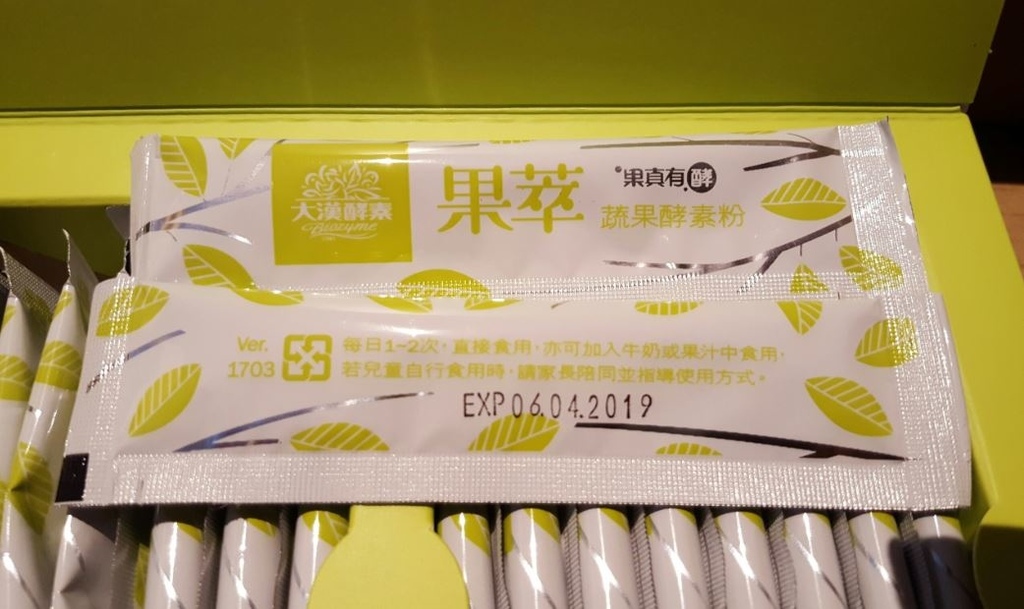 大漢酵素
Buszyme
果萃
果真有酵
蔬果酵素粉
Ver.
1703
每日1-2次,直接食用,亦可加入牛奶或果汁中食用,
若兒童自行食用時,請家長陪同並指導使用方式。
EXP 06.04.2019